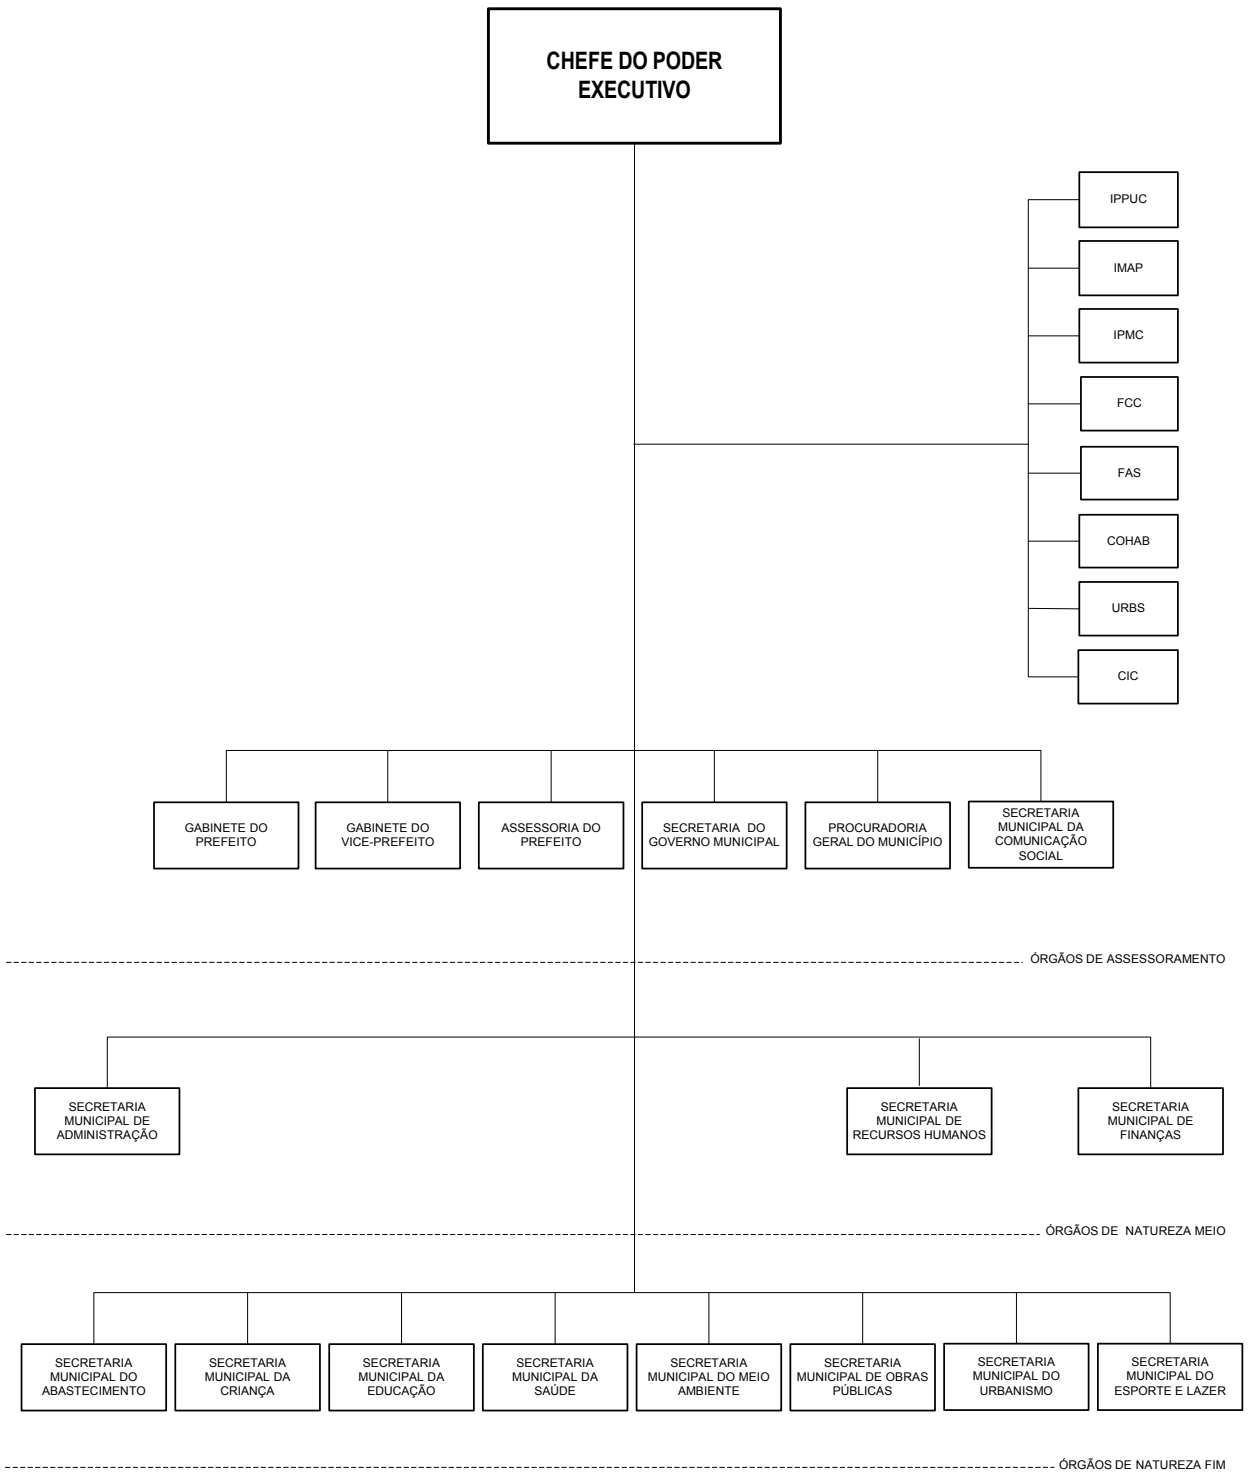 CHEFE DO PODER
EXECUTIVO
IPPUC
IMAP
IPMC
FCC
FAS
COHAB
URBS
CIC
GABINETE DO
PREFEITO
GABINETE DO
VICE-PREFEITO
ASSESSORIA DO
PREFEITO
SECRETARIA DO
GOVERNO MUNICIPAL
PROCURADORIA
GERAL DO MUNICÍPIO
SECRETARIA
MUNICIPAL DA
COMUNICAÇÃO
SOCIAL
ÓRGÃOS DE ASSESSORAMENTO
SECRETARIA
MUNICIPAL DE
ADMINISTRAÇÃO
SECRETARIA
MUNICIPAL DE
RECURSOS HUMANOS
SECRETARIA
MUNICIPAL DE
FINANÇAS
ÓRGÃOS DE NATUREZA MEIO
SECRETARIA
MUNICIPAL DO
ABASTECIMENTO
SECRETARIA
MUNICIPAL DA
CRIANÇA
SECRETARIA
MUNICIPAL DA
EDUCAÇÃO
SECRETARIA
MUNICIPAL DA
SAÚDE
SECRETARIA
MUNICIPAL DO MEIO
AMBIENTE
SECRETARIA
MUNICIPAL DE OBRAS
PÚBLICAS
SECRETARIA
MUNICIPAL DO
URBANISMO
SECRETARIA
MUNICIPAL DO
ESPORTE E LAZER
ÓRGÃOS DE NATUREZA FIM